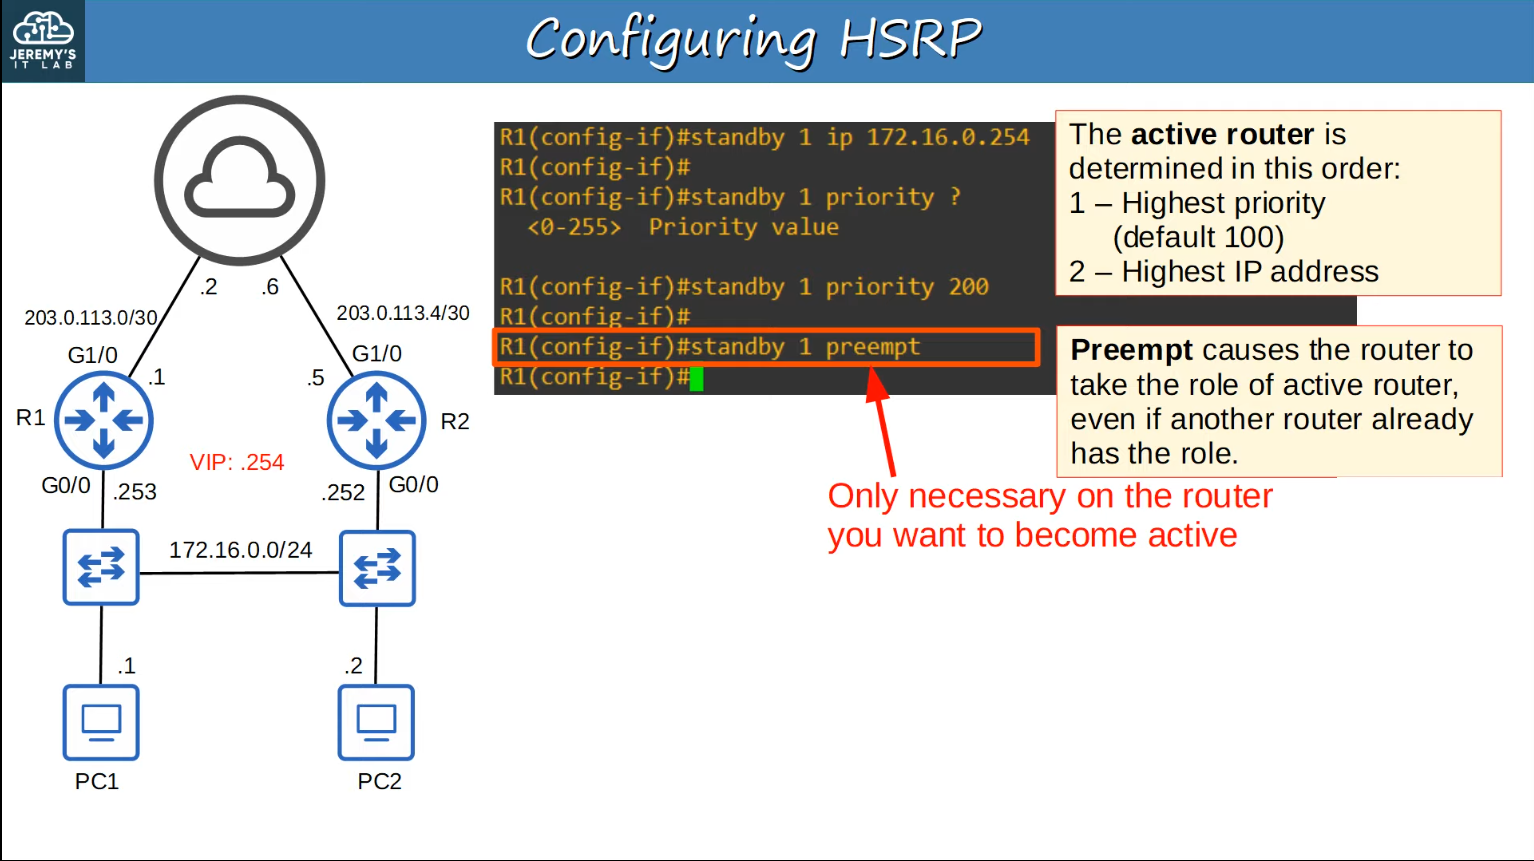 JEREMY'S
IT LAB
Configuring HSRP
.2
.6
203.0.113.0/30
203.0.113.4/30
G1/0
G1/0
.1
.5
R1
R2
VIP: .254
G0/0
.253
.252
G0/0
172.16.0.0/24
.1
.2
PC1
PC2
R1(config-if)#standby 1 ip 172.16.0.254
R1(config-if)#
R1(config-if)#standby 1 priority ?
<0-255> Priority value
R1(config-if)#standby 1 priority 200
R1(config-if)#
R1(config-if)#standby 1 preempt
R1(config-if)#
The active router is
determined in this order:
1 – Highest priority
(default 100)
2 – Highest IP address
Preempt causes the router to
take the role of active router,
even if another router already
has the role.
Only necessary on the router
you want to become active